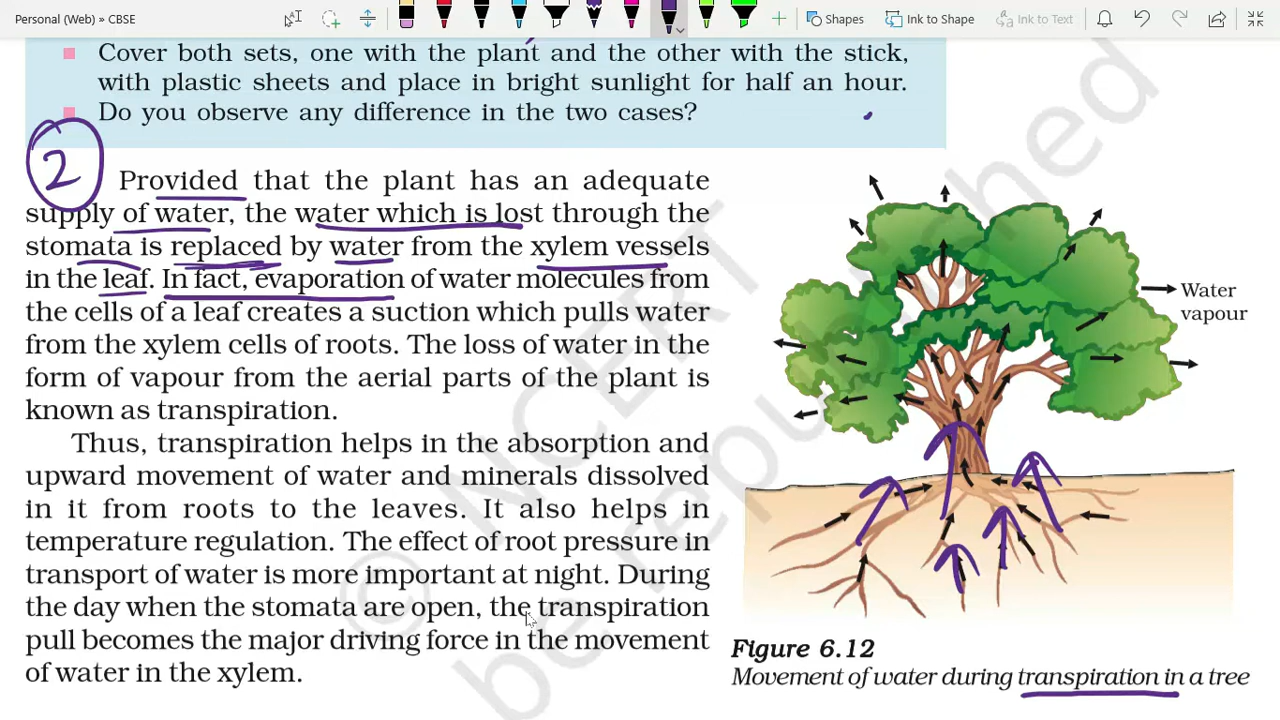 Personal (Web) » CBSE
Shapes
Ink to Shape
Ink to Text
Cover both sets, one with the plant and the other with the stick,
with plastic sheets and place in bright sunlight for half an hour.
Do you observe any difference in the two cases?
2
Provided that the plant has an adequate
supply of water, the water which is lost through the
stomata is replaced by water from the xylem vessels
in the leaf. In fact, evaporation of water molecules from
the cells of a leaf creates a suction which pulls water
from the xylem cells of roots. The loss of water in the
form of vapour from the aerial parts of the plant is
known as transpiration.
Thus, transpiration helps in the absorption and
upward movement of water and minerals dissolved
in it from roots to the leaves. It also helps in
temperature regulation. The effect of root pressure in
transport of water is more important at night. During
the day when the stomata are open, the transpiration
pull becomes the major driving force in the movement
of water in the xylem.
Water
vapour
Figure 6.12
Movement of water during transpiration in a tree
© NCERT
be republished